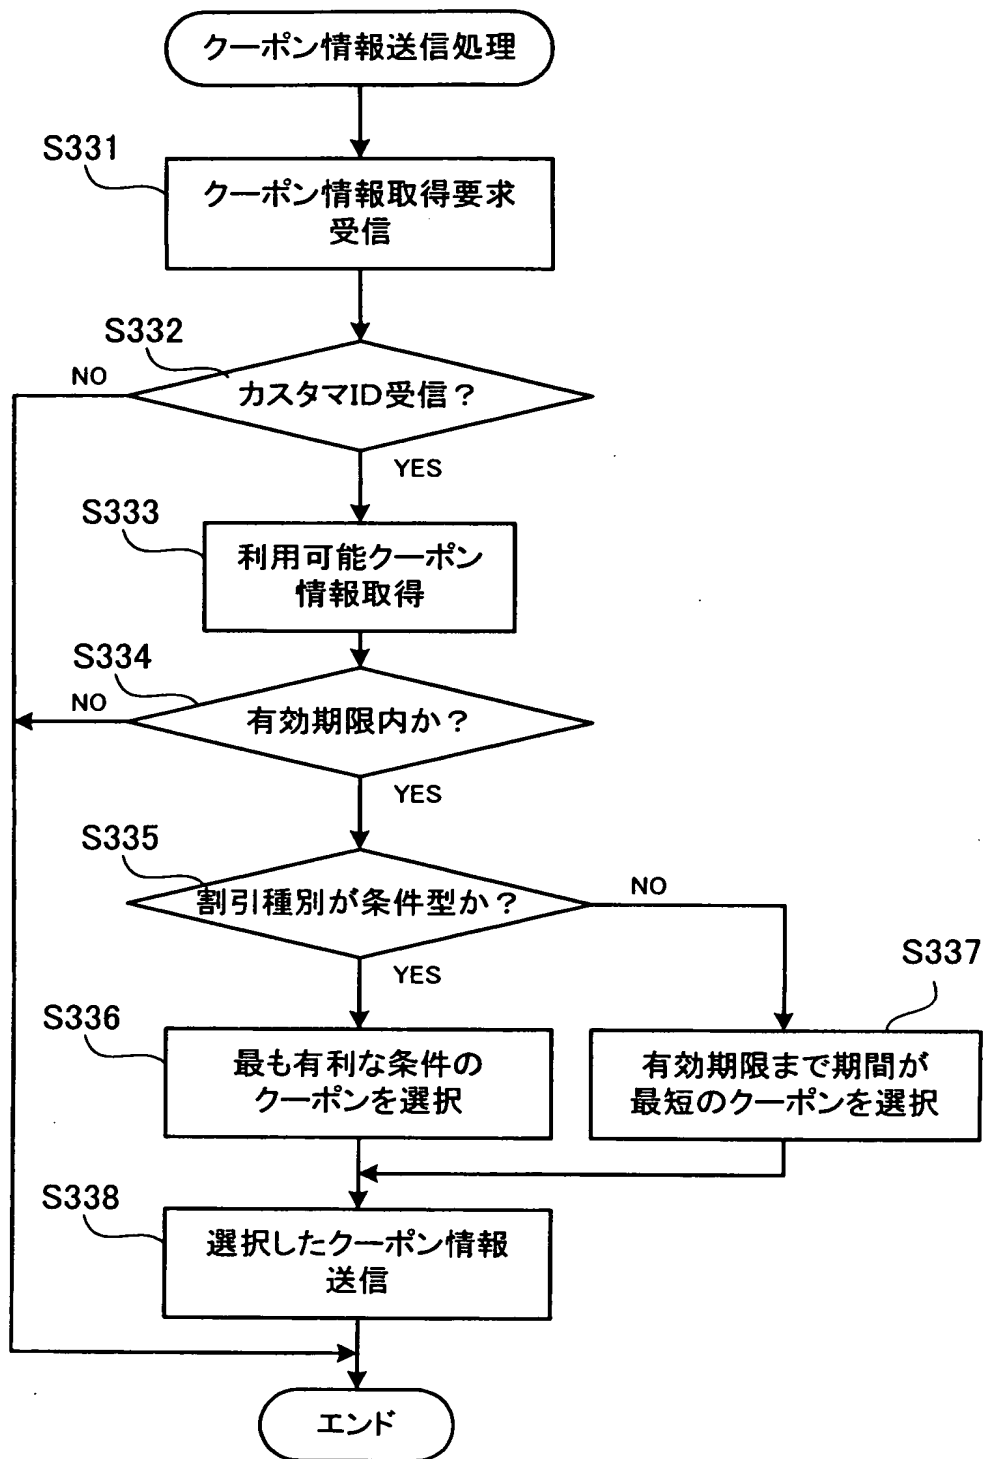 クーポン情報送信処理
S331
クーポン情報取得要求
受信
S332
NO
カスタマID受信？
YES
S333
利用可能クーポン
情報取得
S334
NO
有効期限内か？
YES
S335
割引種別が条件型か？
NO
YES
S337
S336
最も有利な条件の
クーポンを選択
有効期限まで期間が
最短のクーポンを選択
S338
選択したクーポン情報
送信
エンド